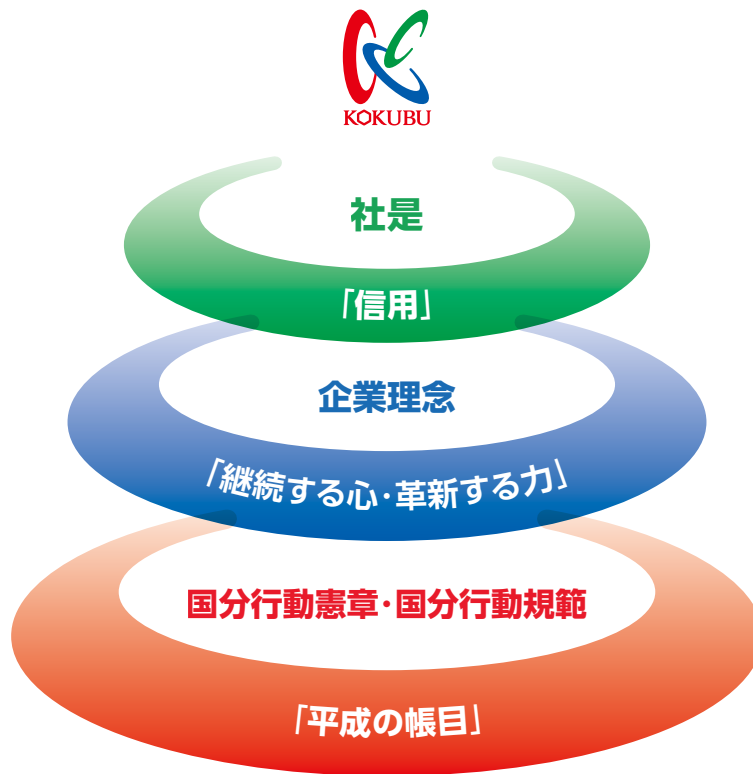 KOKUBU
社是
「信用」
企業理念
「継続する心・革新する力」
国分行動憲章・国分行動規範
「平成の帳目」